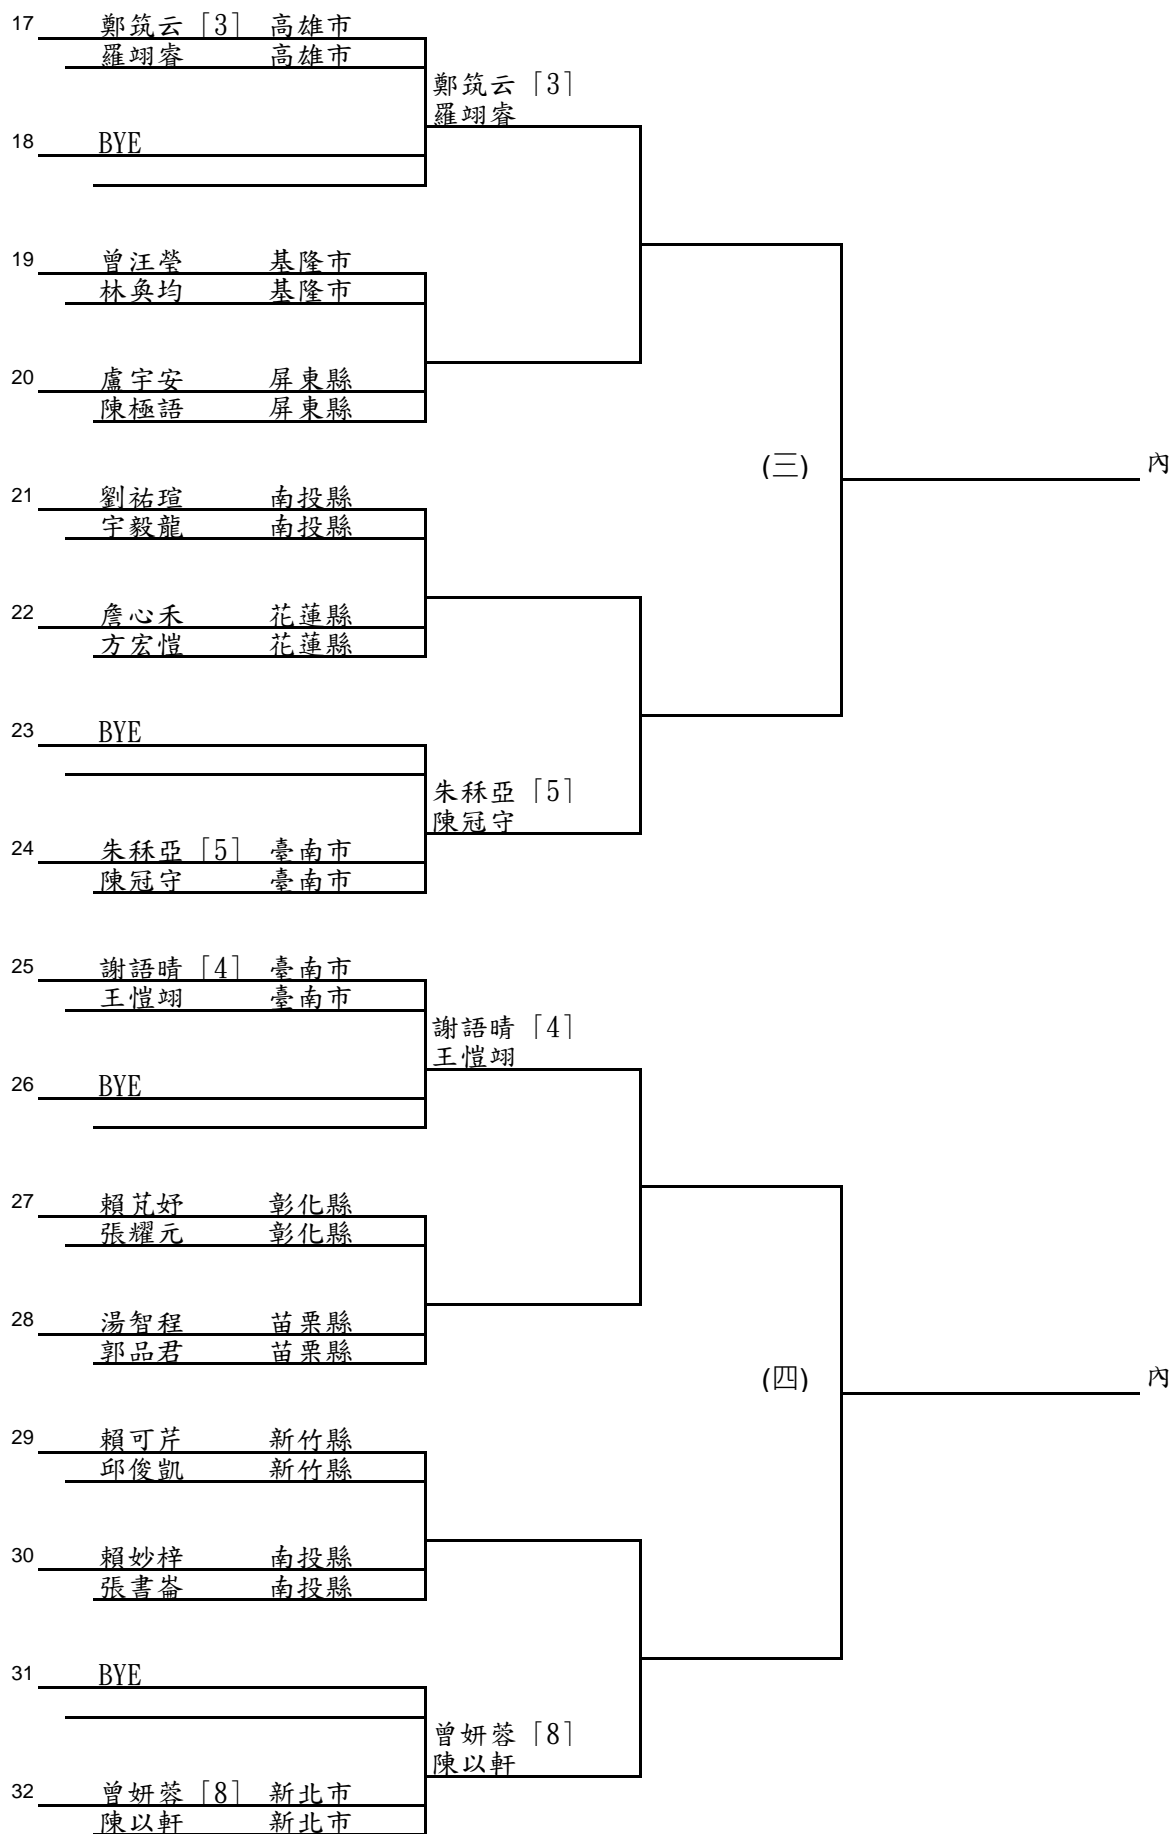 17 鄭筑云 [3] 高雄市
羅翊睿 高雄市
鄭筑云 [3]
羅翊睿
18 BYE
19 曾汪瑩 基隆市
林奐均 基隆市
20 盧宇安 屏東縣
陳極語 屏東縣
(三) 內
21 劉祐瑄 南投縣
宇毅龍 南投縣
22 詹心禾 花蓮縣
方宏愷 花蓮縣
23 BYE
朱秝亞 [5]
陳冠守
24 朱秝亞 [5] 臺南市
陳冠守 臺南市
25 謝語晴 [4] 臺南市
王愷翊 臺南市
謝語晴 [4]
王愷翊
26 BYE
27 賴芃妤 彰化縣
張耀元 彰化縣
28 湯智程 苗栗縣
郭品君 苗栗縣
(四) 內
29 賴可芹 新竹縣
邱俊凱 新竹縣
30 賴妙梓 南投縣
張書崙 南投縣
31 BYE
曾妍蓉 [8]
陳以軒
32 曾妍蓉 [8] 新北市
陳以軒 新北市